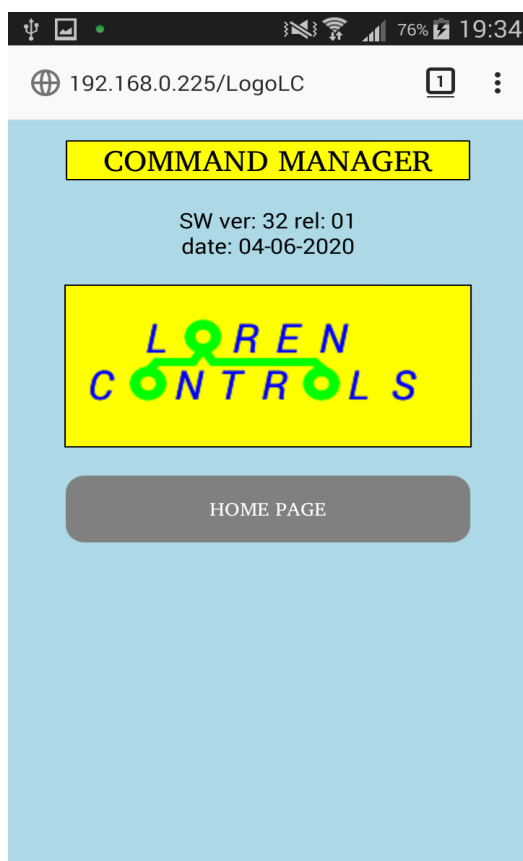 76% 19:34
192.168.0.225/LogoLC 1
COMMAND MANAGER
SW ver: 32 rel: 01
date: 04-06-2020
LOREN
CONTROLS
HOME PAGE